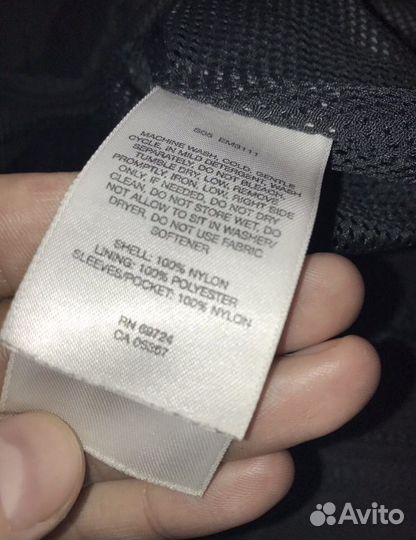 S05 EM3111
MACHINE WASH, COLD, GENTLE
CYCLE, IN MILD DETERGENT, WASH
SEPARATELY, DO NOT BLEACH,
TUMBLE DRY, LOW, REMOVE
PROMPTLY, IRON, LOW, RIGHT SIDE
ONLY, IF NEEDED, DO NOT DRY
CLEAN, DO NOT STORE WET, DO
NOT ALLOW TO SIT IN WASHER/
DRYER, DO NOT USE FABRIC
SOFTENER
SHELL: 100% NYLON
LINING: 100% POLYESTER
SLEEVES/POCKET: 100% NYLON
RN 69724
CA 05367
Avito